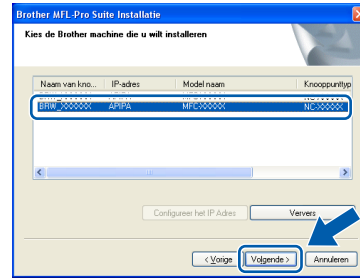 Brother MFL-Pro Suite Installatie
Kies de Brother machine die u wilt installeren
Naam van kno... IP-adres Model naam Knooppunttyp
BRW_XXXXXX APIPA MFC-XXXXX NC-XXXXX
Configureer het IP Adres Ververs
< Vorige Volgende > Annuleren